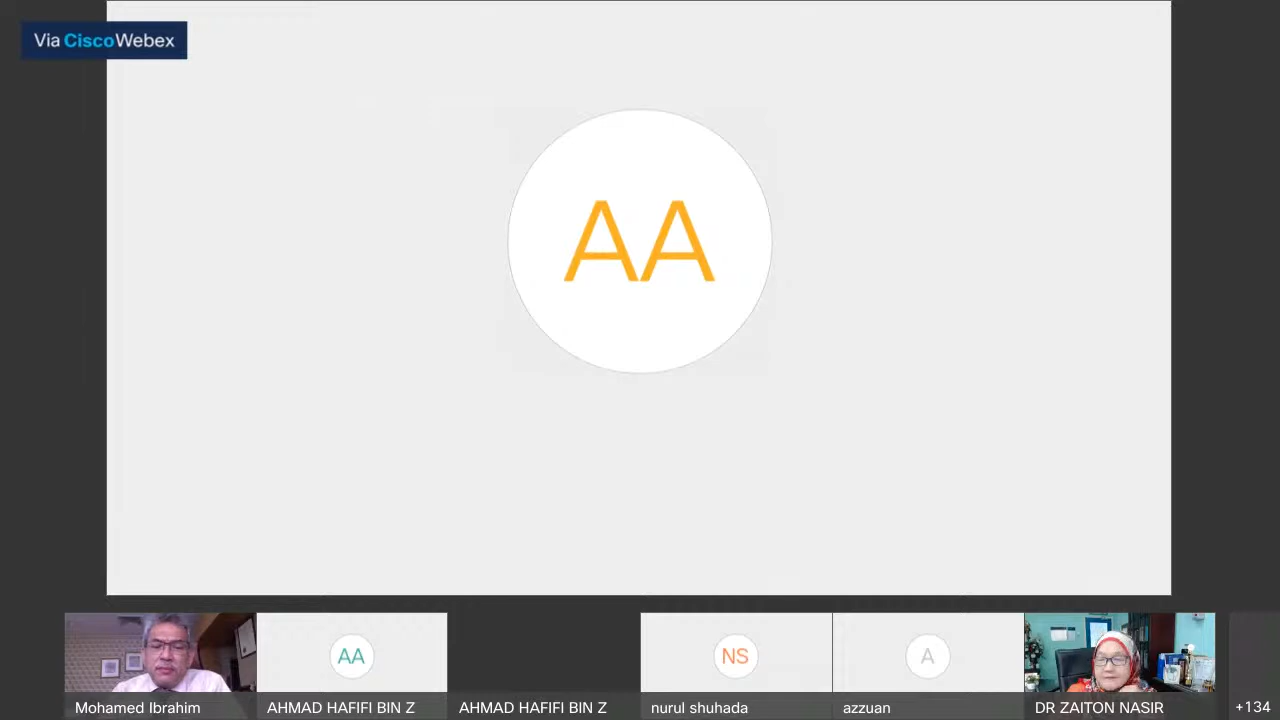 Via CiscoWebex
AA
AA
NS
A
Mohamed Ibrahim
AHMAD HAFIFI BIN Z
AHMAD HAFIFI BIN Z
nurul shuhada
azzuan
DR ZAITON NASIR
+134